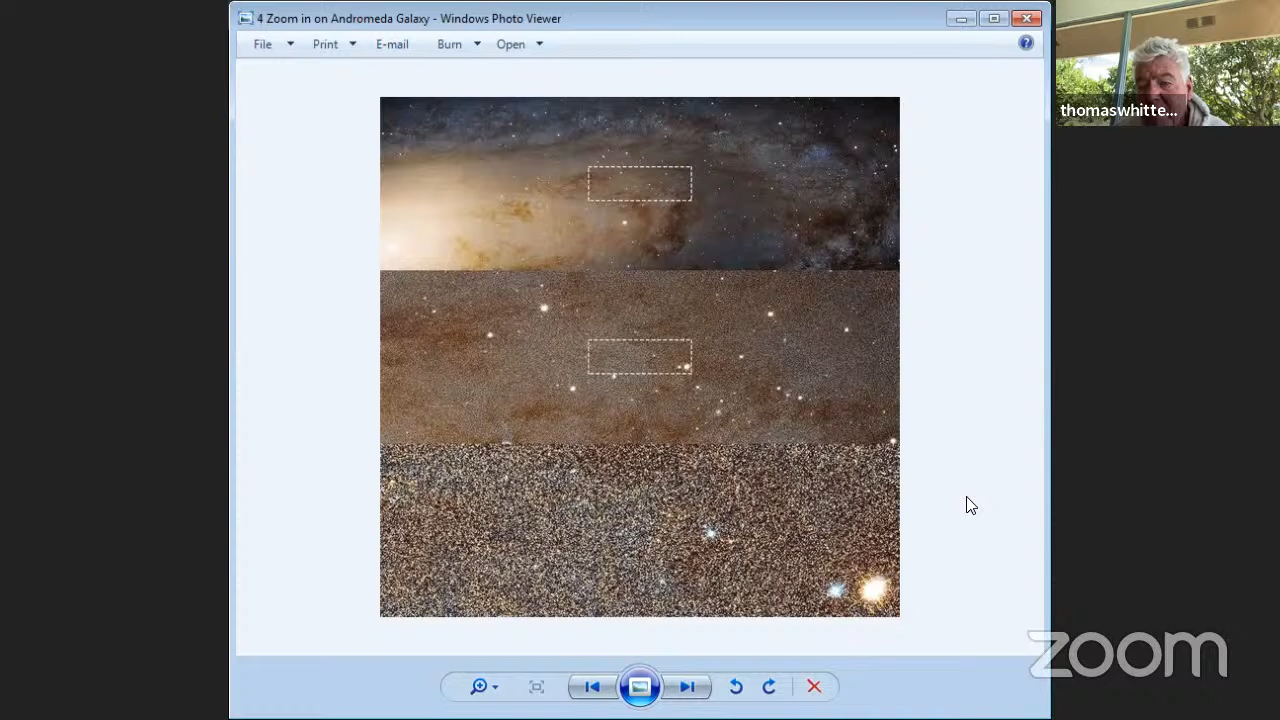 4 Zoom in on Andromeda Galaxy - Windows Photo Viewer
File Print E-mail Burn Open
thomaswhitte...
zoom